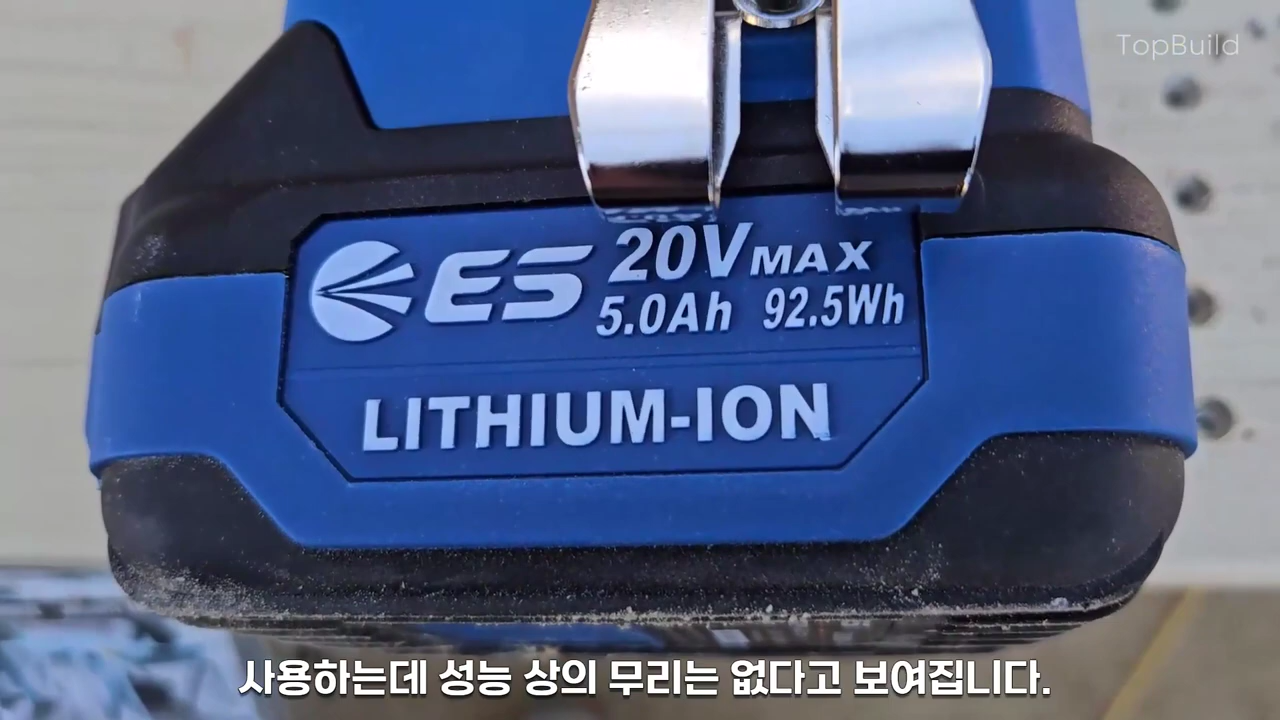 TopBuild
ES 20V MAX
5.0Ah 92.5Wh
LITHIUM-ION
사용하는데 성능 상의 무리는 없다고 보여집니다.